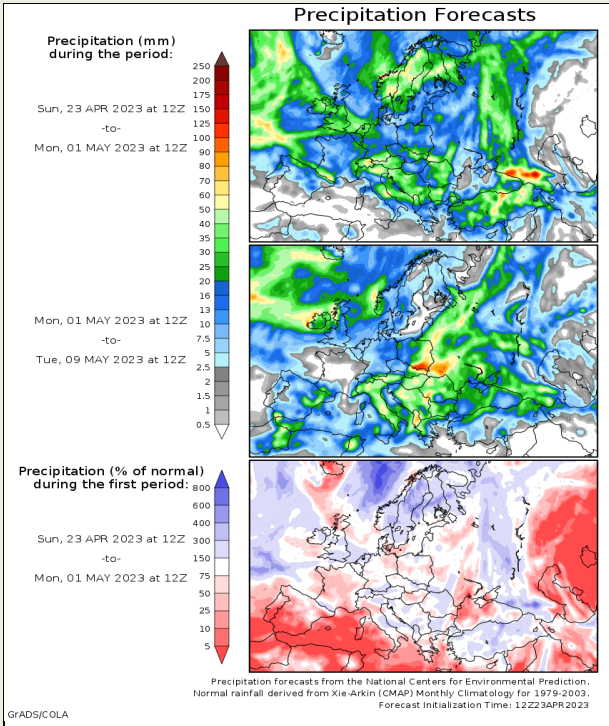 Precipitation Forecasts
Precipitation (mm)
during the period:
Sun, 23 APR 2023 at 12Z
-to-
Mon, 01 MAY 2023 at 12Z
250
200
175
150
125
100
90
80
70
60
50
40
35
30
25
20
16
13
10
7.5
5
2.5
2
1.5
1
0.5
Mon, 01 MAY 2023 at 12Z
-to-
Tue, 09 MAY 2023 at 12Z
Precipitation (% of normal)
during the first period:
Sun, 23 APR 2023 at 12Z
-to-
Mon, 01 MAY 2023 at 12Z
800
600
400
300
150
75
50
25
10
5
Precipitation forecasts from the National Centers for Environmental Prediction.
Normal rainfall derived from Xie-Arkin (CMAP) Monthly Climatology for 1979-2003.
Forecast Initialization Time: 12Z23APR2023
GrADS/COLA